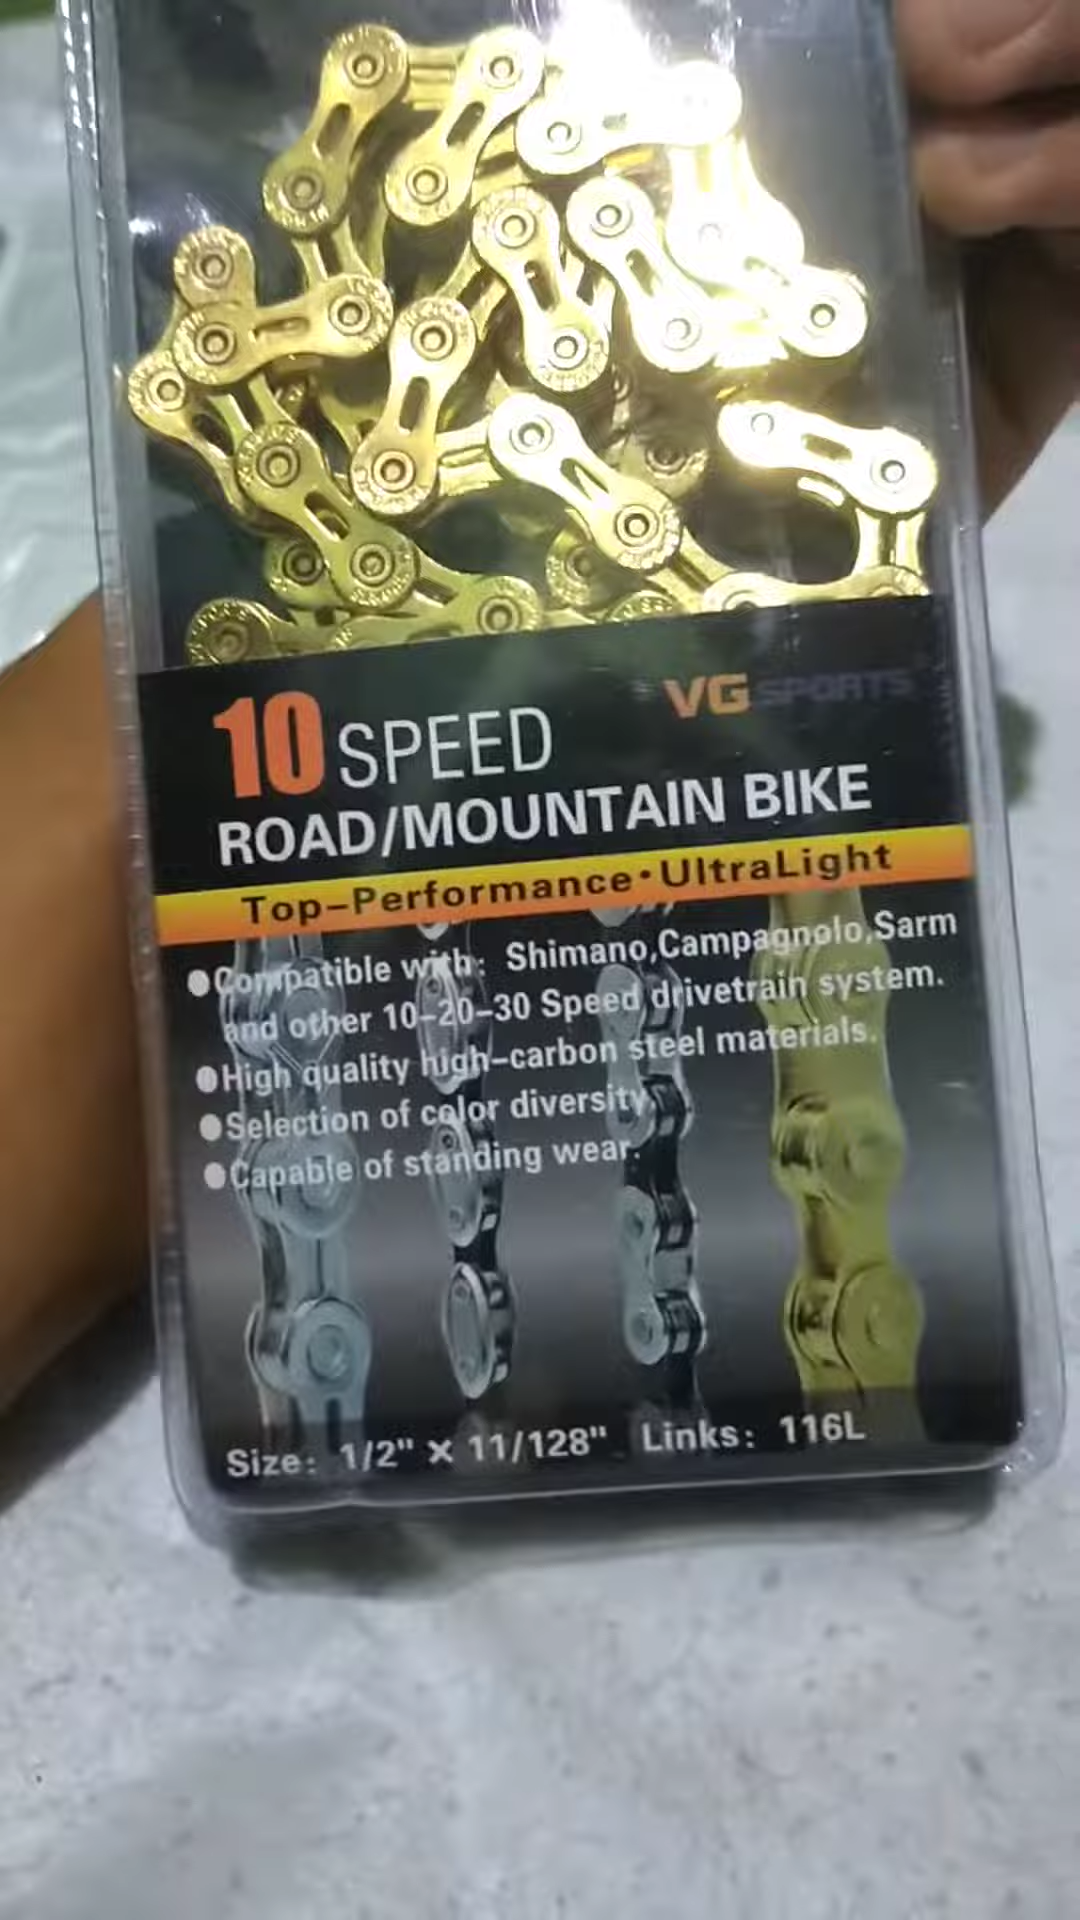 VG SPORTS
10 SPEED
ROAD/MOUNTAIN BIKE
Top-Performance·UltraLight
●Compatible with: Shimano,Campagnolo,Sarm
and other 10-20-30 Speed drivetrain system.
●High quality high-carbon steel materials.
●Selection of color diversity.
●Capable of standing wear.
Size: 1/2" × 11/128" Links: 116L